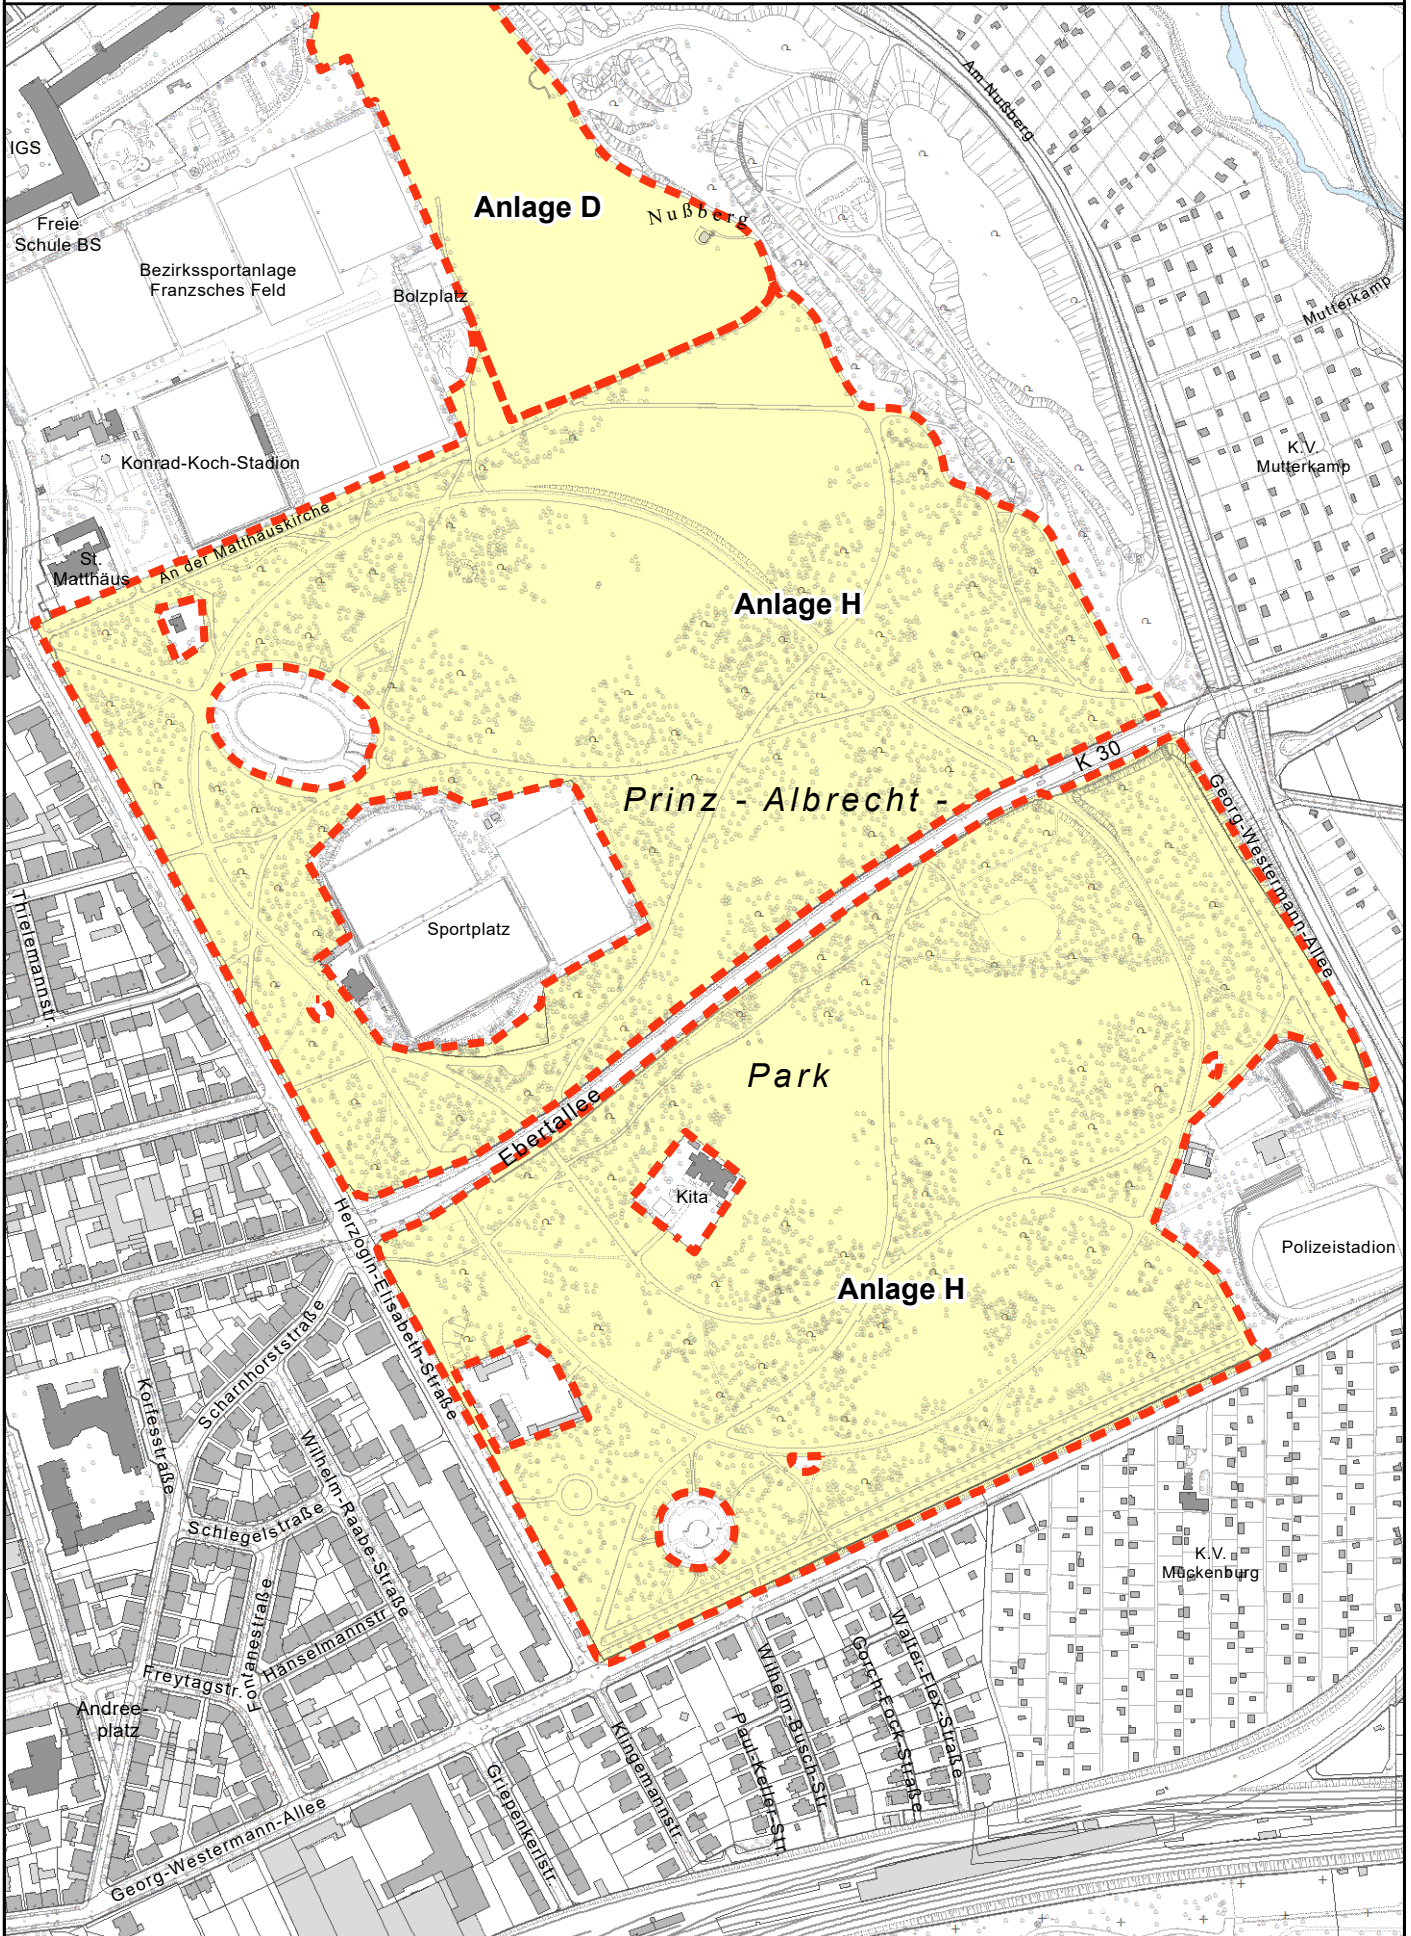 Am Nußberg
IGS
Anlage D
Nußberg
Freie
Schule BS
Bezirkssportanlage
Franzsches Feld
Bolzplatz
Mutterkamp
K.V.
Mutterkamp
Konrad-Koch-Stadion
An der Matthäuskirche
St.
Matthäus
Anlage H
K 30
Prinz - Albrecht -
Georg-Westermann-Allee
Thielemannstr.
Sportplatz
Park
Ebertallee
Kita
Herzogin-Elisabeth-Straße
Polizeistadion
Anlage H
Scharnhorststraße
Korfesstraße
Wilhelm-Raabe-Straße
Schlegelstraße
K.V.
Mückenburg
Fontanestraße
Hänselmannstr.
Freytagstr.
Andree-
platz
Walter-Flex-Straße
Gorch-Fock-Straße
Wilhelm-Busch-Str.
Paul-Keller-Str.
Klingemannstr.
Griepenkerlstr.
Georg-Westermann-Allee